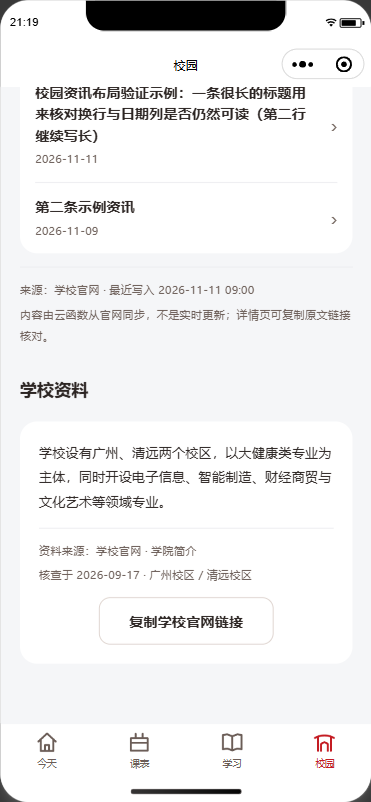 21:19
校园
校园资讯布局验证示例：一条很长的标题用
来核对换行与日期列是否仍然可读（第二行
继续写长）
2026-11-11
第二条示例资讯
2026-11-09
来源：学校官网 · 最近写入 2026-11-11 09:00
内容由云函数从官网同步，不是实时更新；详情页可复制原文链接
核对。
学校资料
学校设有广州、清远两个校区，以大健康类专业为
主体，同时开设电子信息、智能制造、财经商贸与
文化艺术等领域专业。
资料来源：学校官网 · 学院简介
核查于 2026-09-17 · 广州校区 / 清远校区
复制学校官网链接
今天
课表
学习
校园